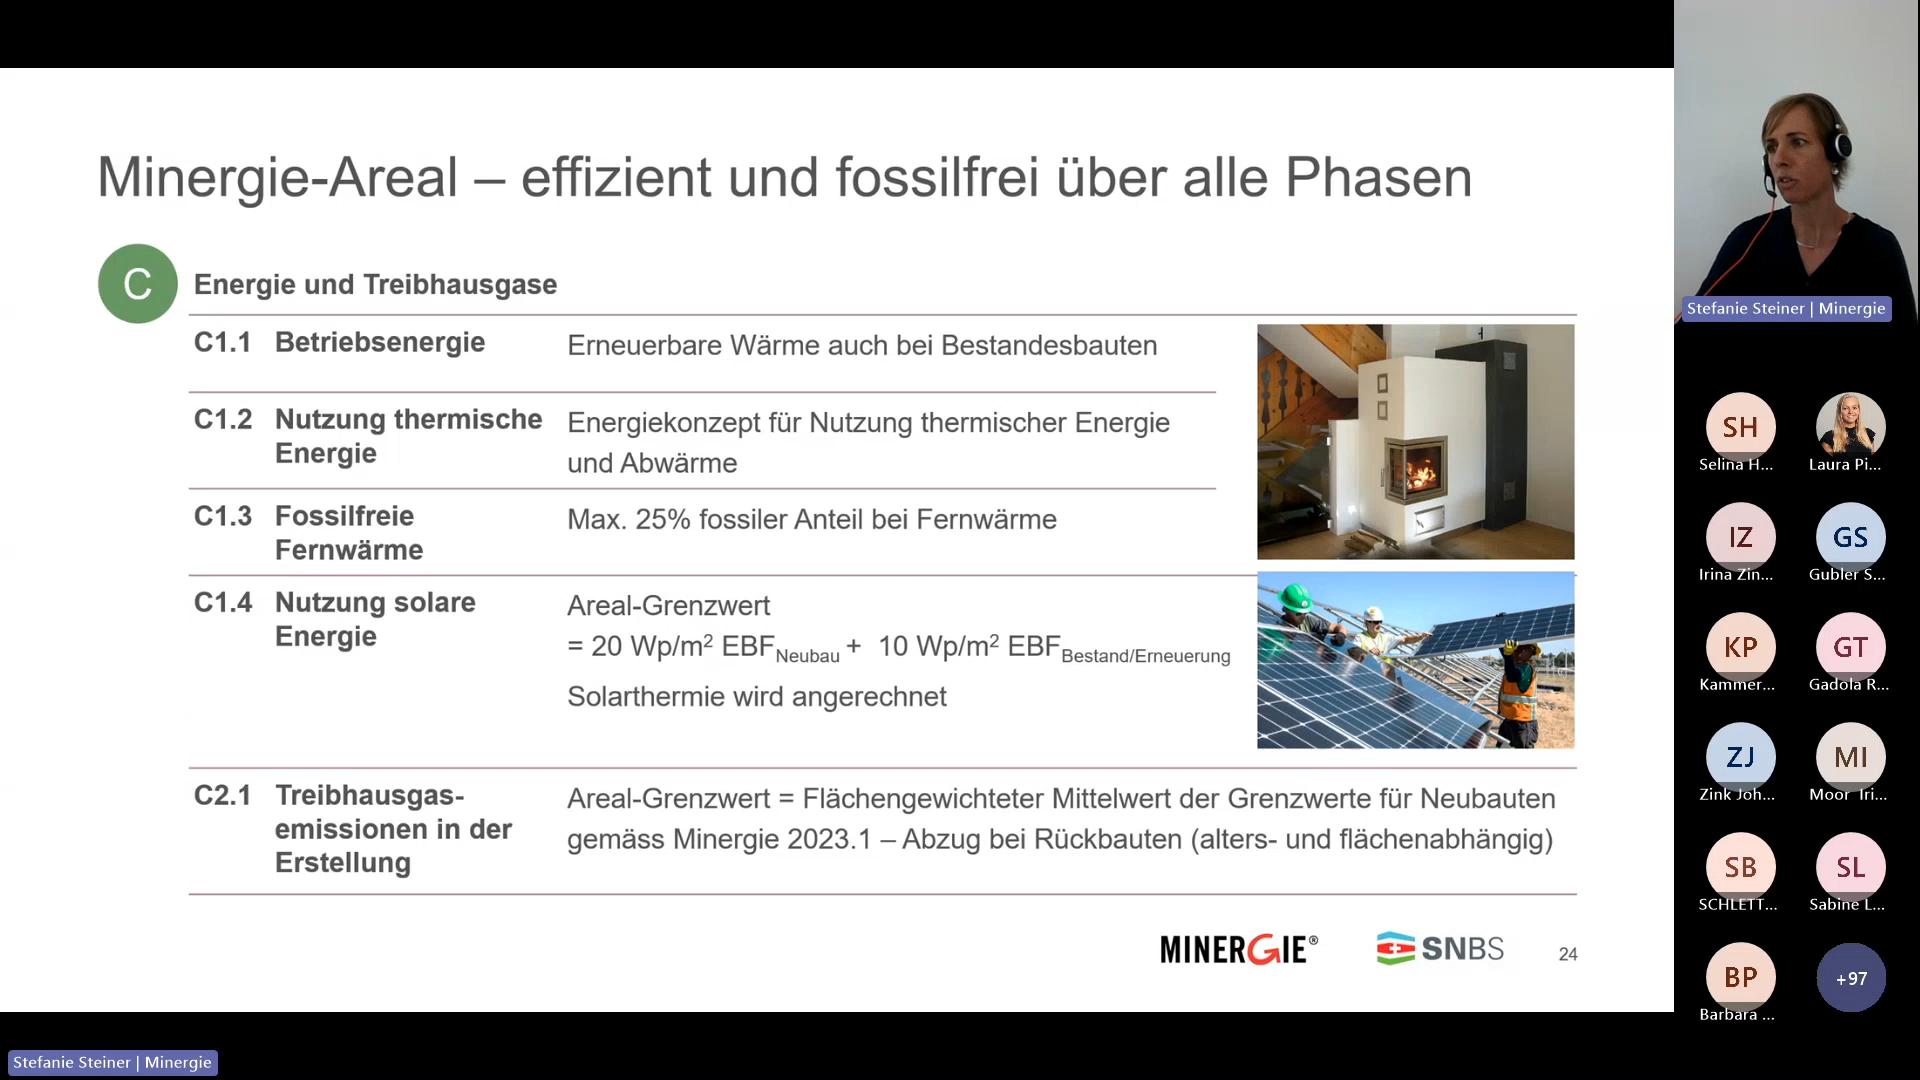 Minergie-Areal – effizient und fossilfrei über alle Phasen
C
Energie und Treibhausgase
C1.1 Betriebsenergie
Erneuerbare Wärme auch bei Bestandesbauten
C1.2 Nutzung thermische
Energie
Energiekonzept für Nutzung thermischer Energie
und Abwärme
C1.3 Fossilfreie
Fernwärme
Max. 25% fossiler Anteil bei Fernwärme
C1.4 Nutzung solare
Energie
Areal-Grenzwert
= 20 Wp/m² EBF Neubau + 10 Wp/m² EBF Bestand/Erneuerung
Solarthermie wird angerechnet
C2.1 Treibhausgas-
emissionen in der
Erstellung
Areal-Grenzwert = Flächengewichteter Mittelwert der Grenzwerte für Neubauten
gemäss Minergie 2023.1 – Abzug bei Rückbauten (alters- und flächenabhängig)
MINERGIE®
SNBS
24
Stefanie Steiner | Minergie
SH
Selina H...
Laura Pi...
IZ
Irina Zin...
GS
Gubler S...
KP
Kammer...
GT
Gadola R...
ZJ
Zink Joh...
MI
Moor Iri...
SB
SCHLETT...
SL
Sabine L...
BP
Barbara ...
+97
Stefanie Steiner | Minergie